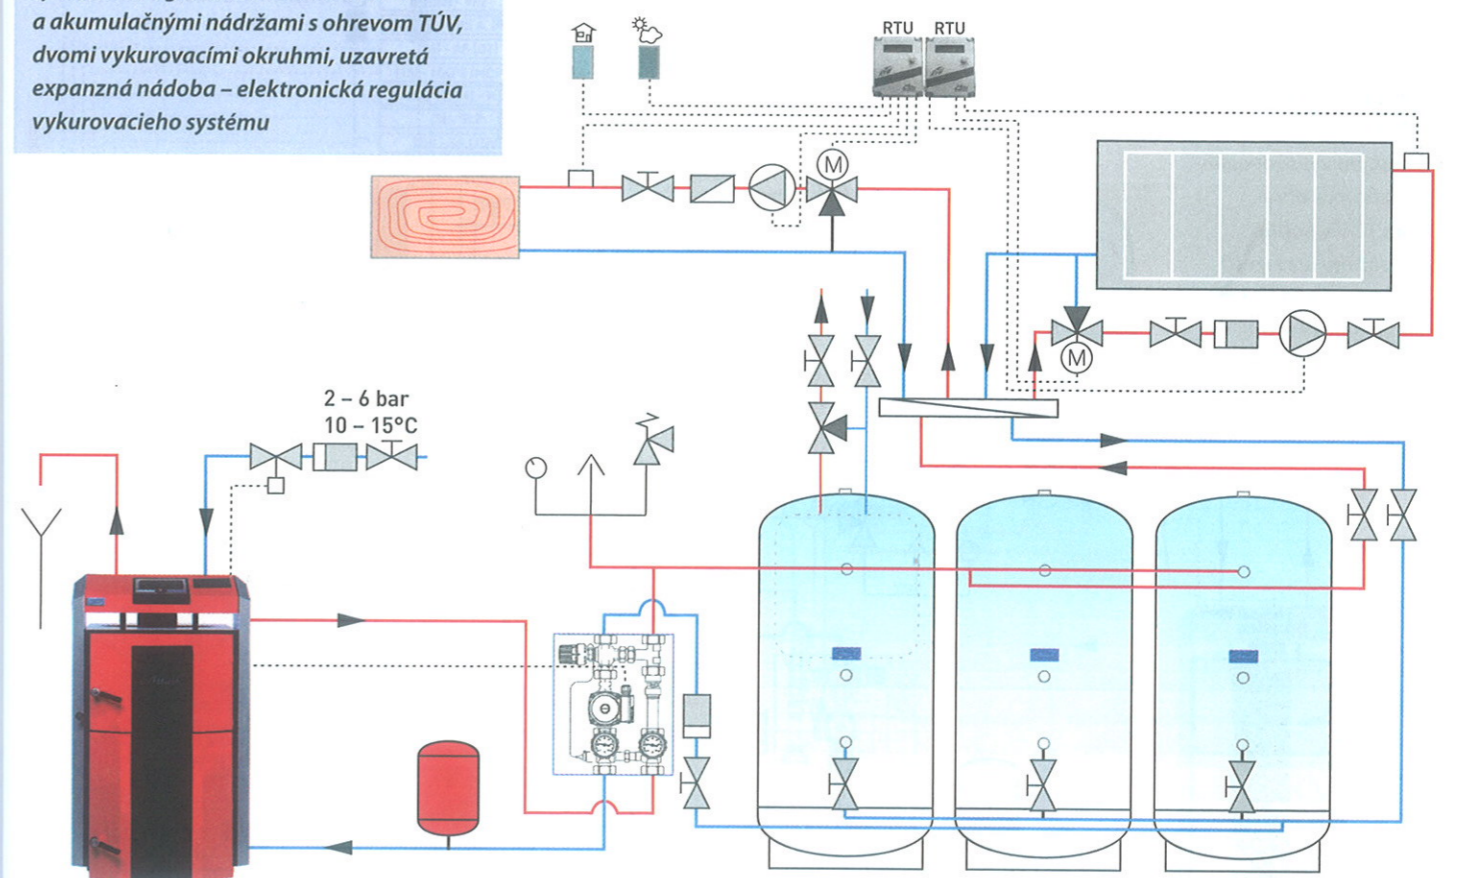 a akumulačnými nádržami s ohrevom TÚV,
dvomi vykurovacími okruhmi, uzavretá
expanzná nádoba – elektronická regulácia
vykurovacieho systému
RTU
RTU
M
M
2 – 6 bar
10 – 15°C